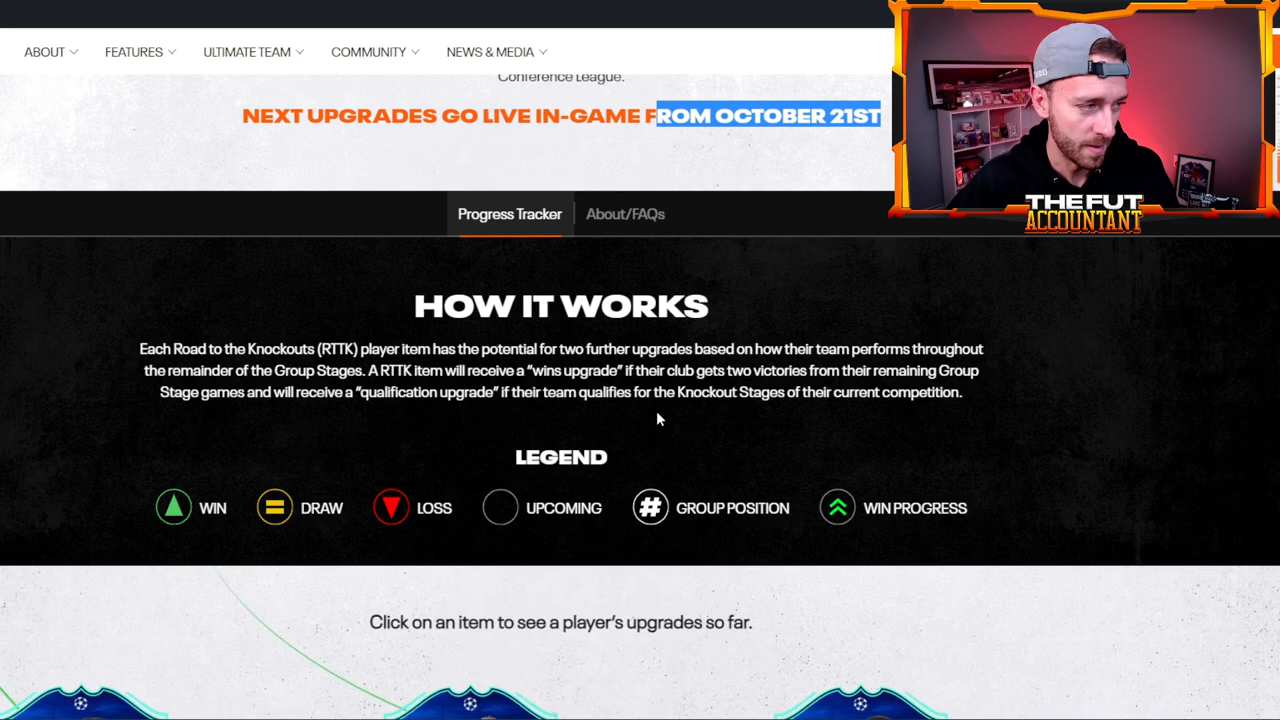 ABOUT FEATURES ULTIMATE TEAM COMMUNITY NEWS & MEDIA
Conference League.
NEXT UPGRADES GO LIVE IN-GAME FROM OCTOBER 21ST
THE FUT
ACCOUNTANT
Progress Tracker About/FAQs
HOW IT WORKS
Each Road to the Knockouts (RTTK) player item has the potential for two further upgrades based on how their team performs throughout
the remainder of the Group Stages. A RTTK item will receive a “wins upgrade” if their club gets two victories from their remaining Group
Stage games and will receive a “qualification upgrade” if their team qualifies for the Knockout Stages of their current competition.
LEGEND
WIN DRAW LOSS UPCOMING # GROUP POSITION WIN PROGRESS
Click on an item to see a player’s upgrades so far.